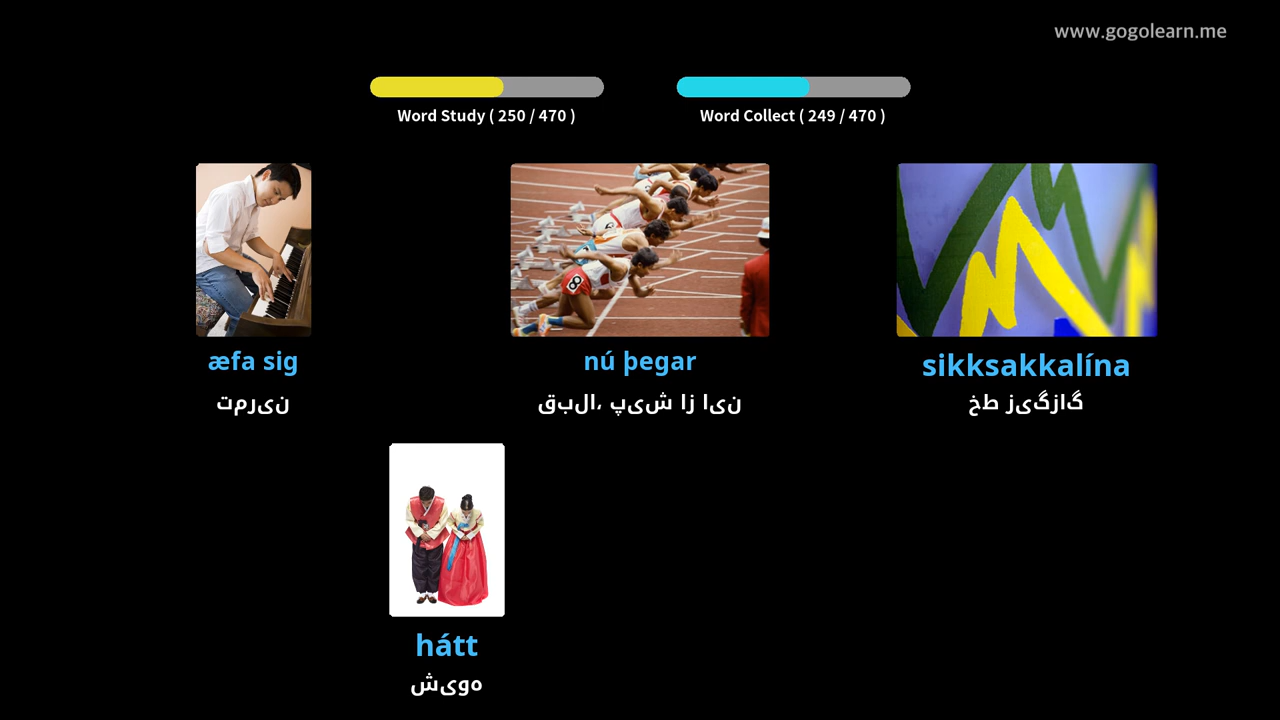 www.gogolearn.me
Word Study ( 250 / 470 )
Word Collect ( 249 / 470 )
æfa sig
تمرین
nú þegar
قبلا، پیش از این
sikksakkalína
خط زیگزاگ
hátt
شیوه